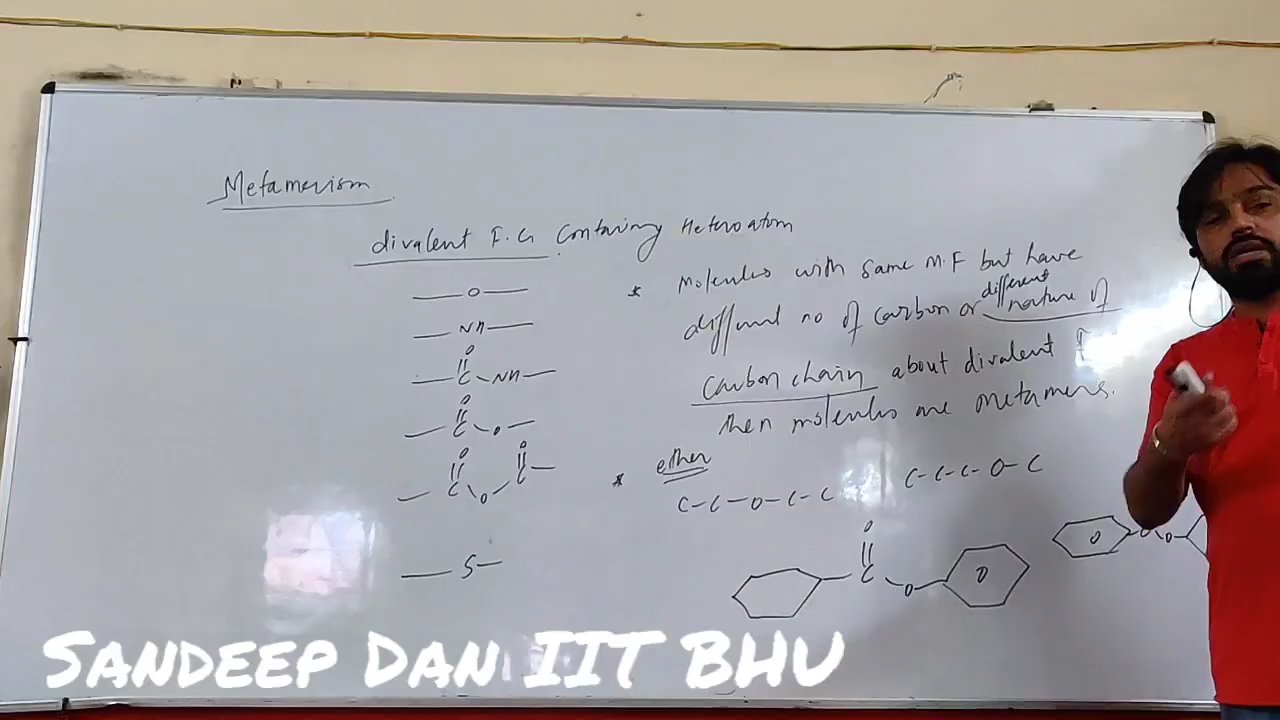 Metamerism
divalent F.G Containing Heteroatom
—O—
—NH—
O
—C—NH—
O
—C—O—
O O
—C—O—C—
—S—
* Molecules with same M.F but have
different no of carbon or different nature of
carbon chain about divalent F
then molecules are metamers.
* ether
C-C-O-C-C
C-C-C-O-C
O
C
O
SANDEEP DAN IIT BHU